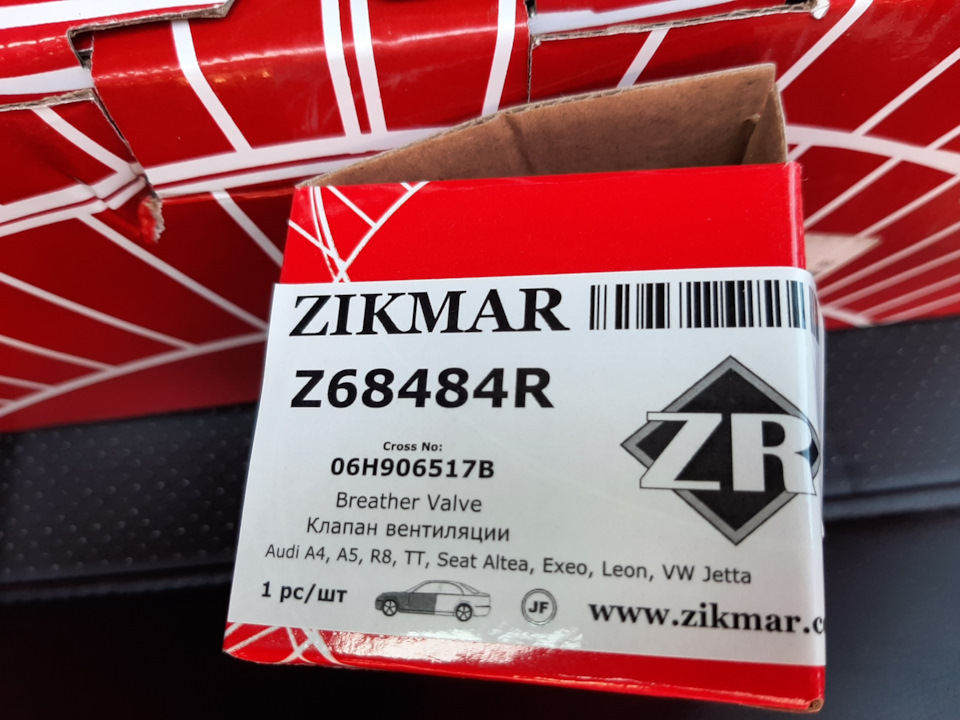 ZIKMAR
Z68484R
ZR
Cross No:
06H906517B
Breather Valve
Клапан вентиляции
Audi A4, A5, R8, TT, Seat Altea, Exeo, Leon, VW Jetta
1 pc/шт
JF
www.zikmar.c